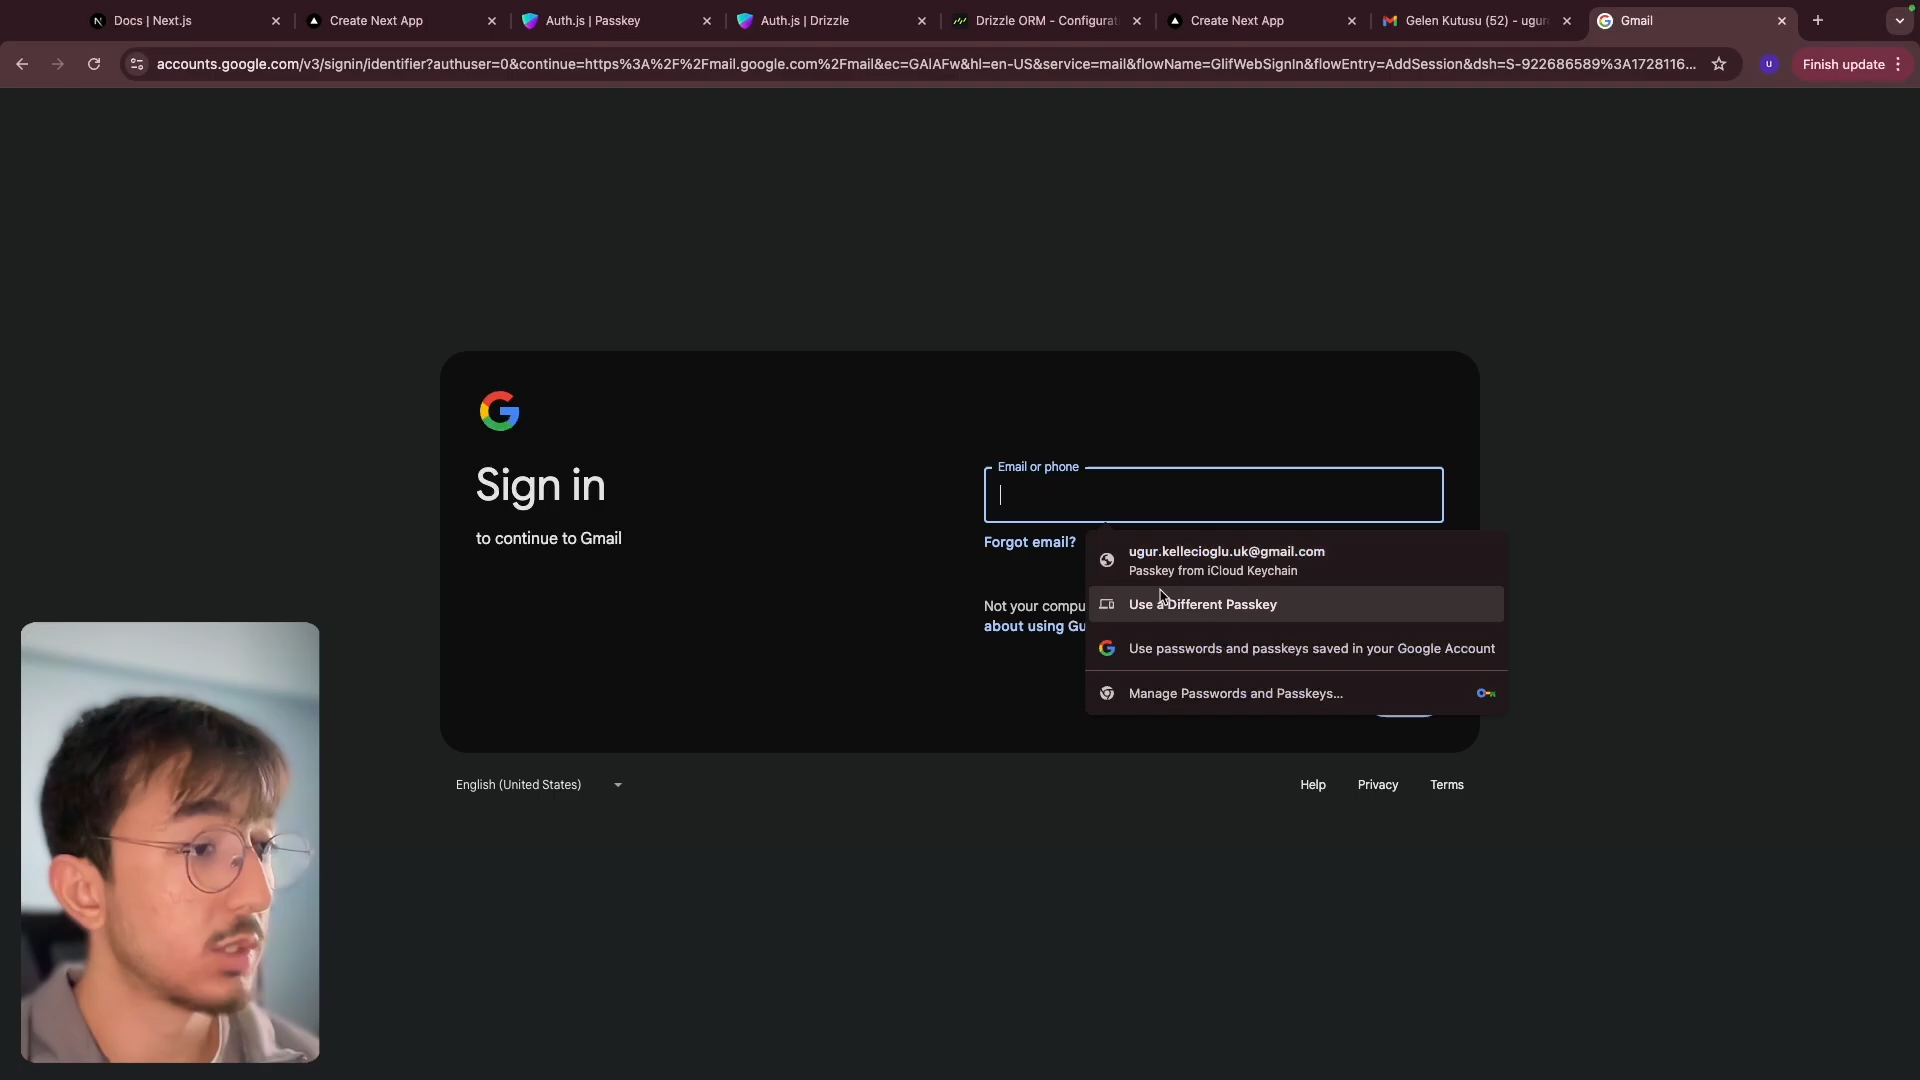 Docs | Next.js
Create Next App
Auth.js | Passkey
Auth.js | Drizzle
Drizzle ORM - Configurat
Create Next App
Gelen Kutusu (52) - ugur
Gmail
accounts.google.com/v3/signin/identifier?authuser=0&continue=https%3A%2F%2Fmail.google.com%2Fmail&ec=GAlAFw&hl=en-US&service=mail&flowName=GlifWebSignIn&flowEntry=AddSession&dsh=S-922686589%3A1728116...
u
Finish update
Sign in
to continue to Gmail
Email or phone
Forgot email?
ugur.kellecioglu.uk@gmail.com
Passkey from iCloud Keychain
Not your compu
Use a Different Passkey
about using Gu
Use passwords and passkeys saved in your Google Account
Manage Passwords and Passkeys...
English (United States)
Help
Privacy
Terms